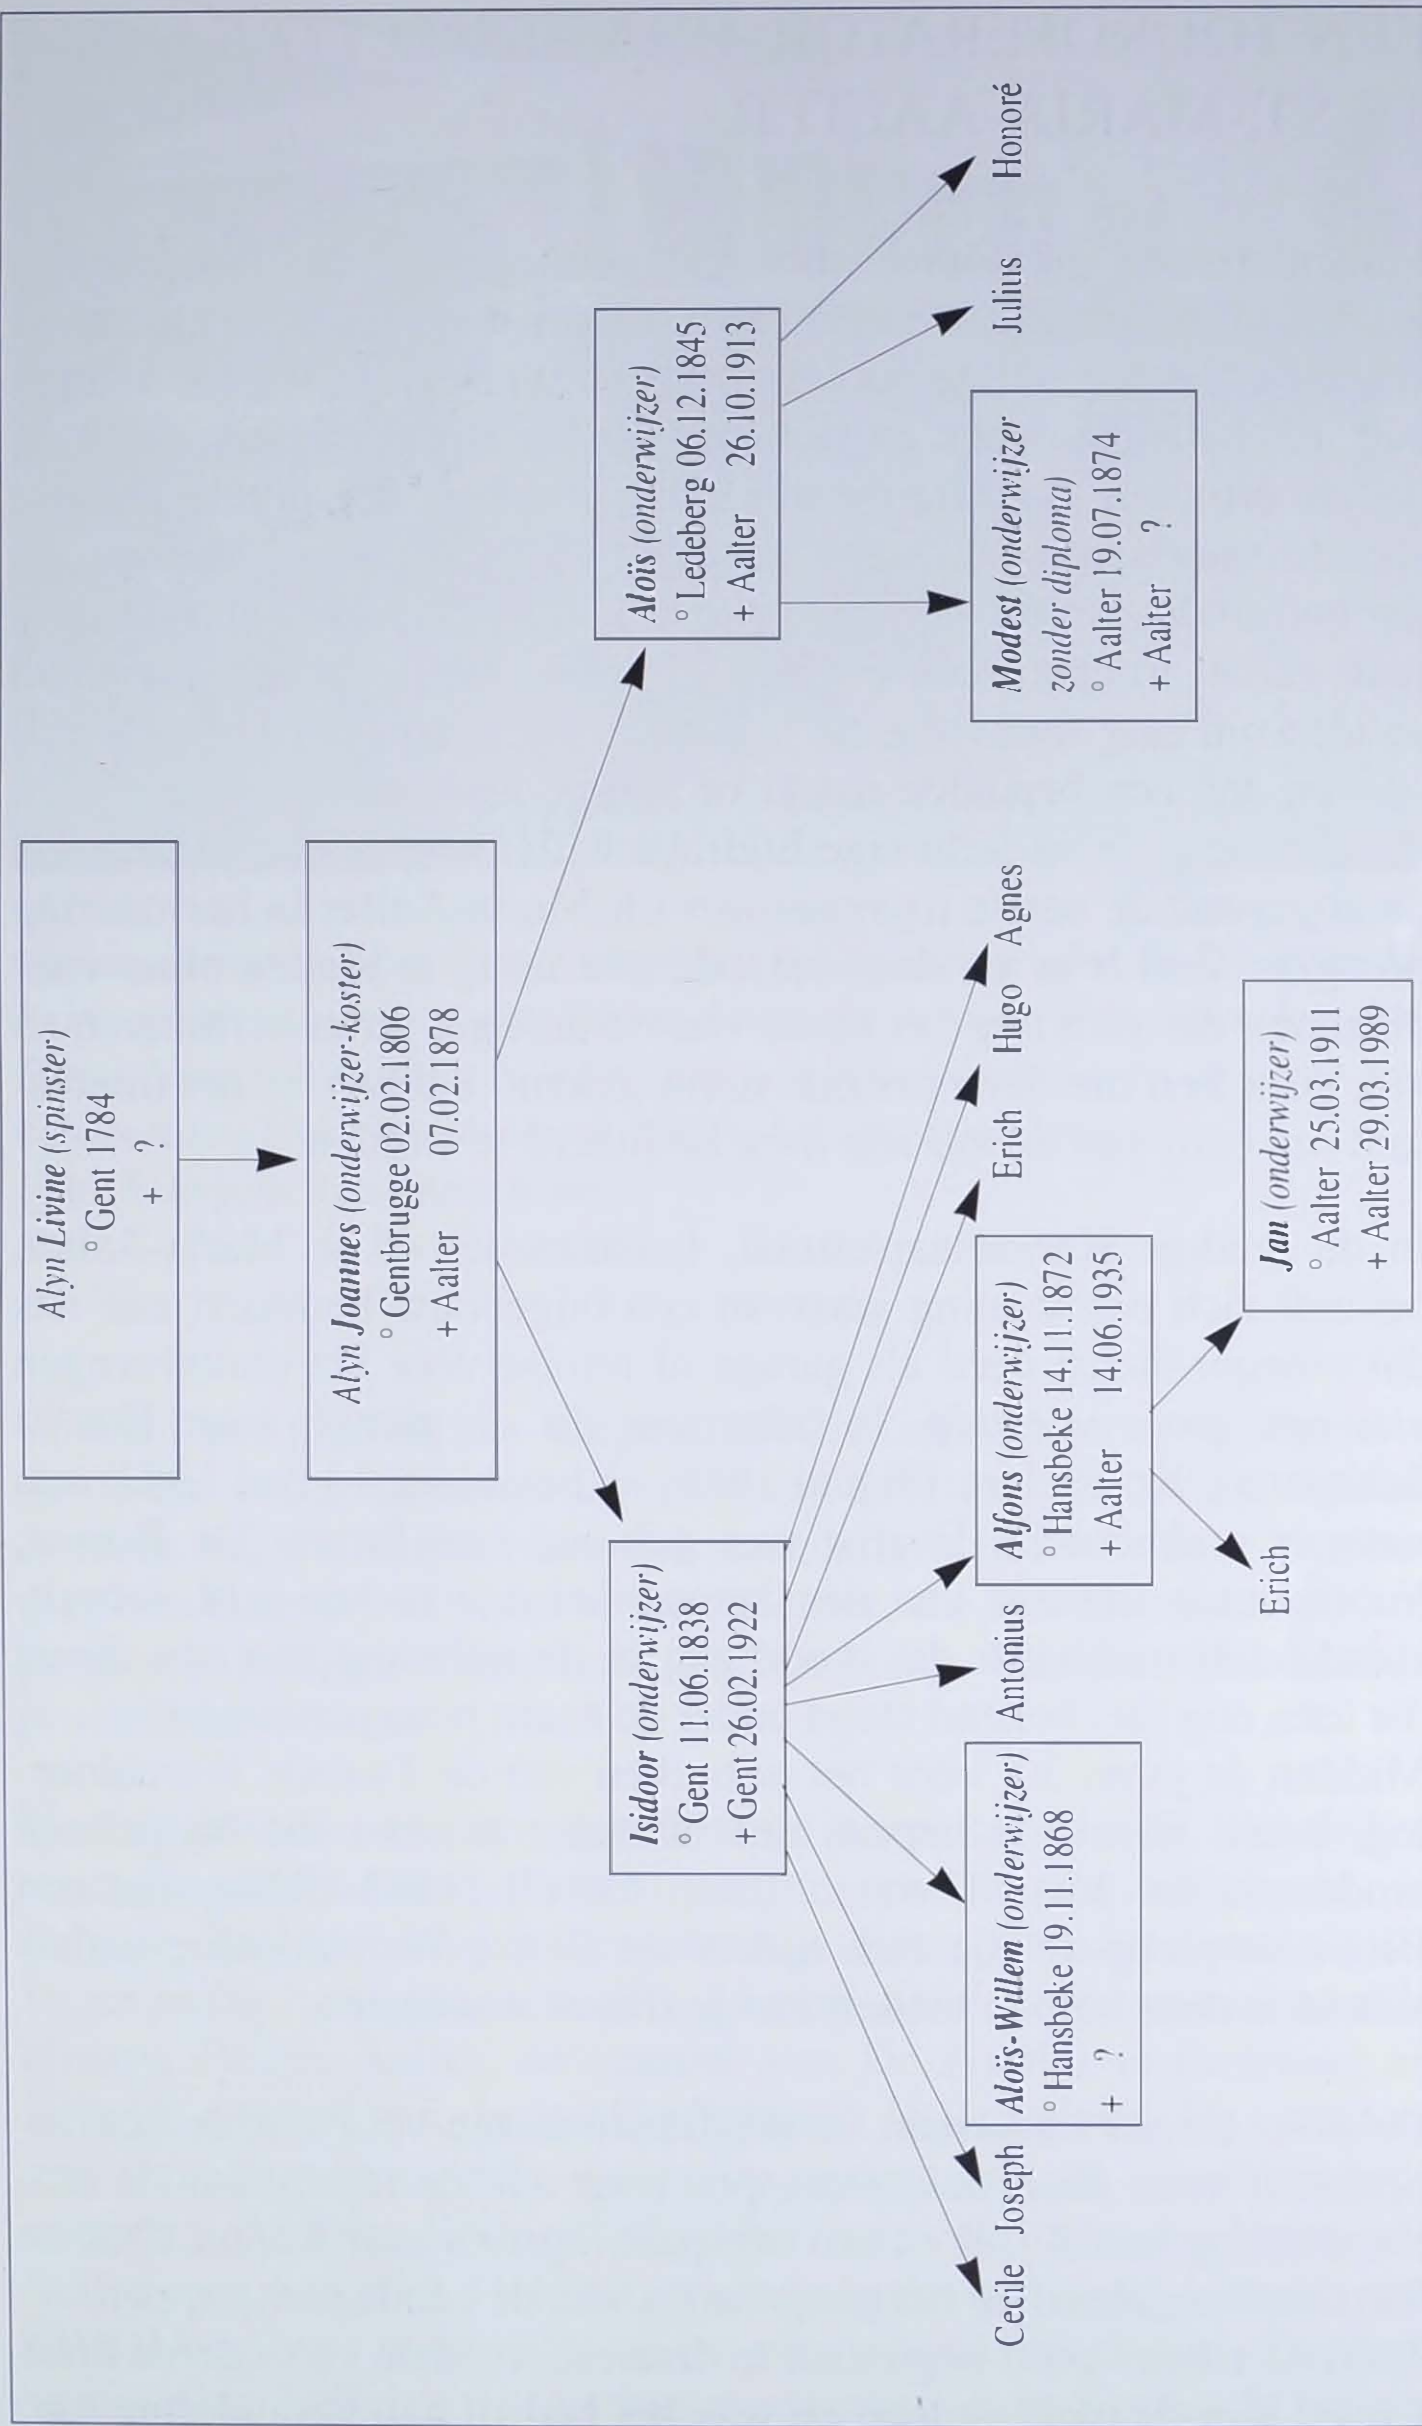 Alyn Livine (spinster)
° Gent 1784
+ ?
Alyn Joannes (onderwijzer-koster)
° Gentbrugge 02.02.1806
+ Aalter 07.02.1878
Isidoor (onderwijzer)
° Gent 11.06.1838
+ Gent 26.02.1922
Aloïs (onderwijzer)
° Ledeberg 06.12.1845
+ Aalter 26.10.1913
Cecile
Joseph
Aloïs-Willem (onderwijzer)
° Hansbeke 19.11.1868
+ ?
Antonius
Alfons (onderwijzer)
° Hansbeke 14.11.1872
+ Aalter 14.06.1935
Erich
Hugo
Agnes
Modest (onderwijzer
zonder diploma)
° Aalter 19.07.1874
+ Aalter ?
Julius
Honoré
Erich
Jan (onderwijzer)
° Aalter 25.03.1911
+ Aalter 29.03.1989